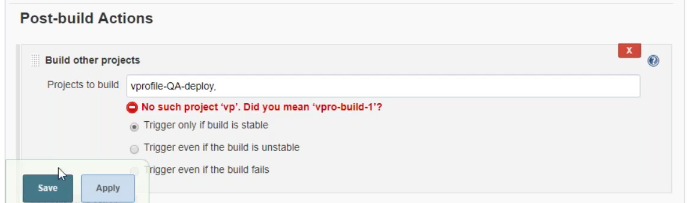 Post-build Actions
X
Build other projects
Projects to build vprofile-QA-deploy,
No such project ‘vp’. Did you mean ‘vpro-build-1’?
Trigger only if build is stable
Trigger even if the build is unstable
Trigger even if the build fails
Save Apply